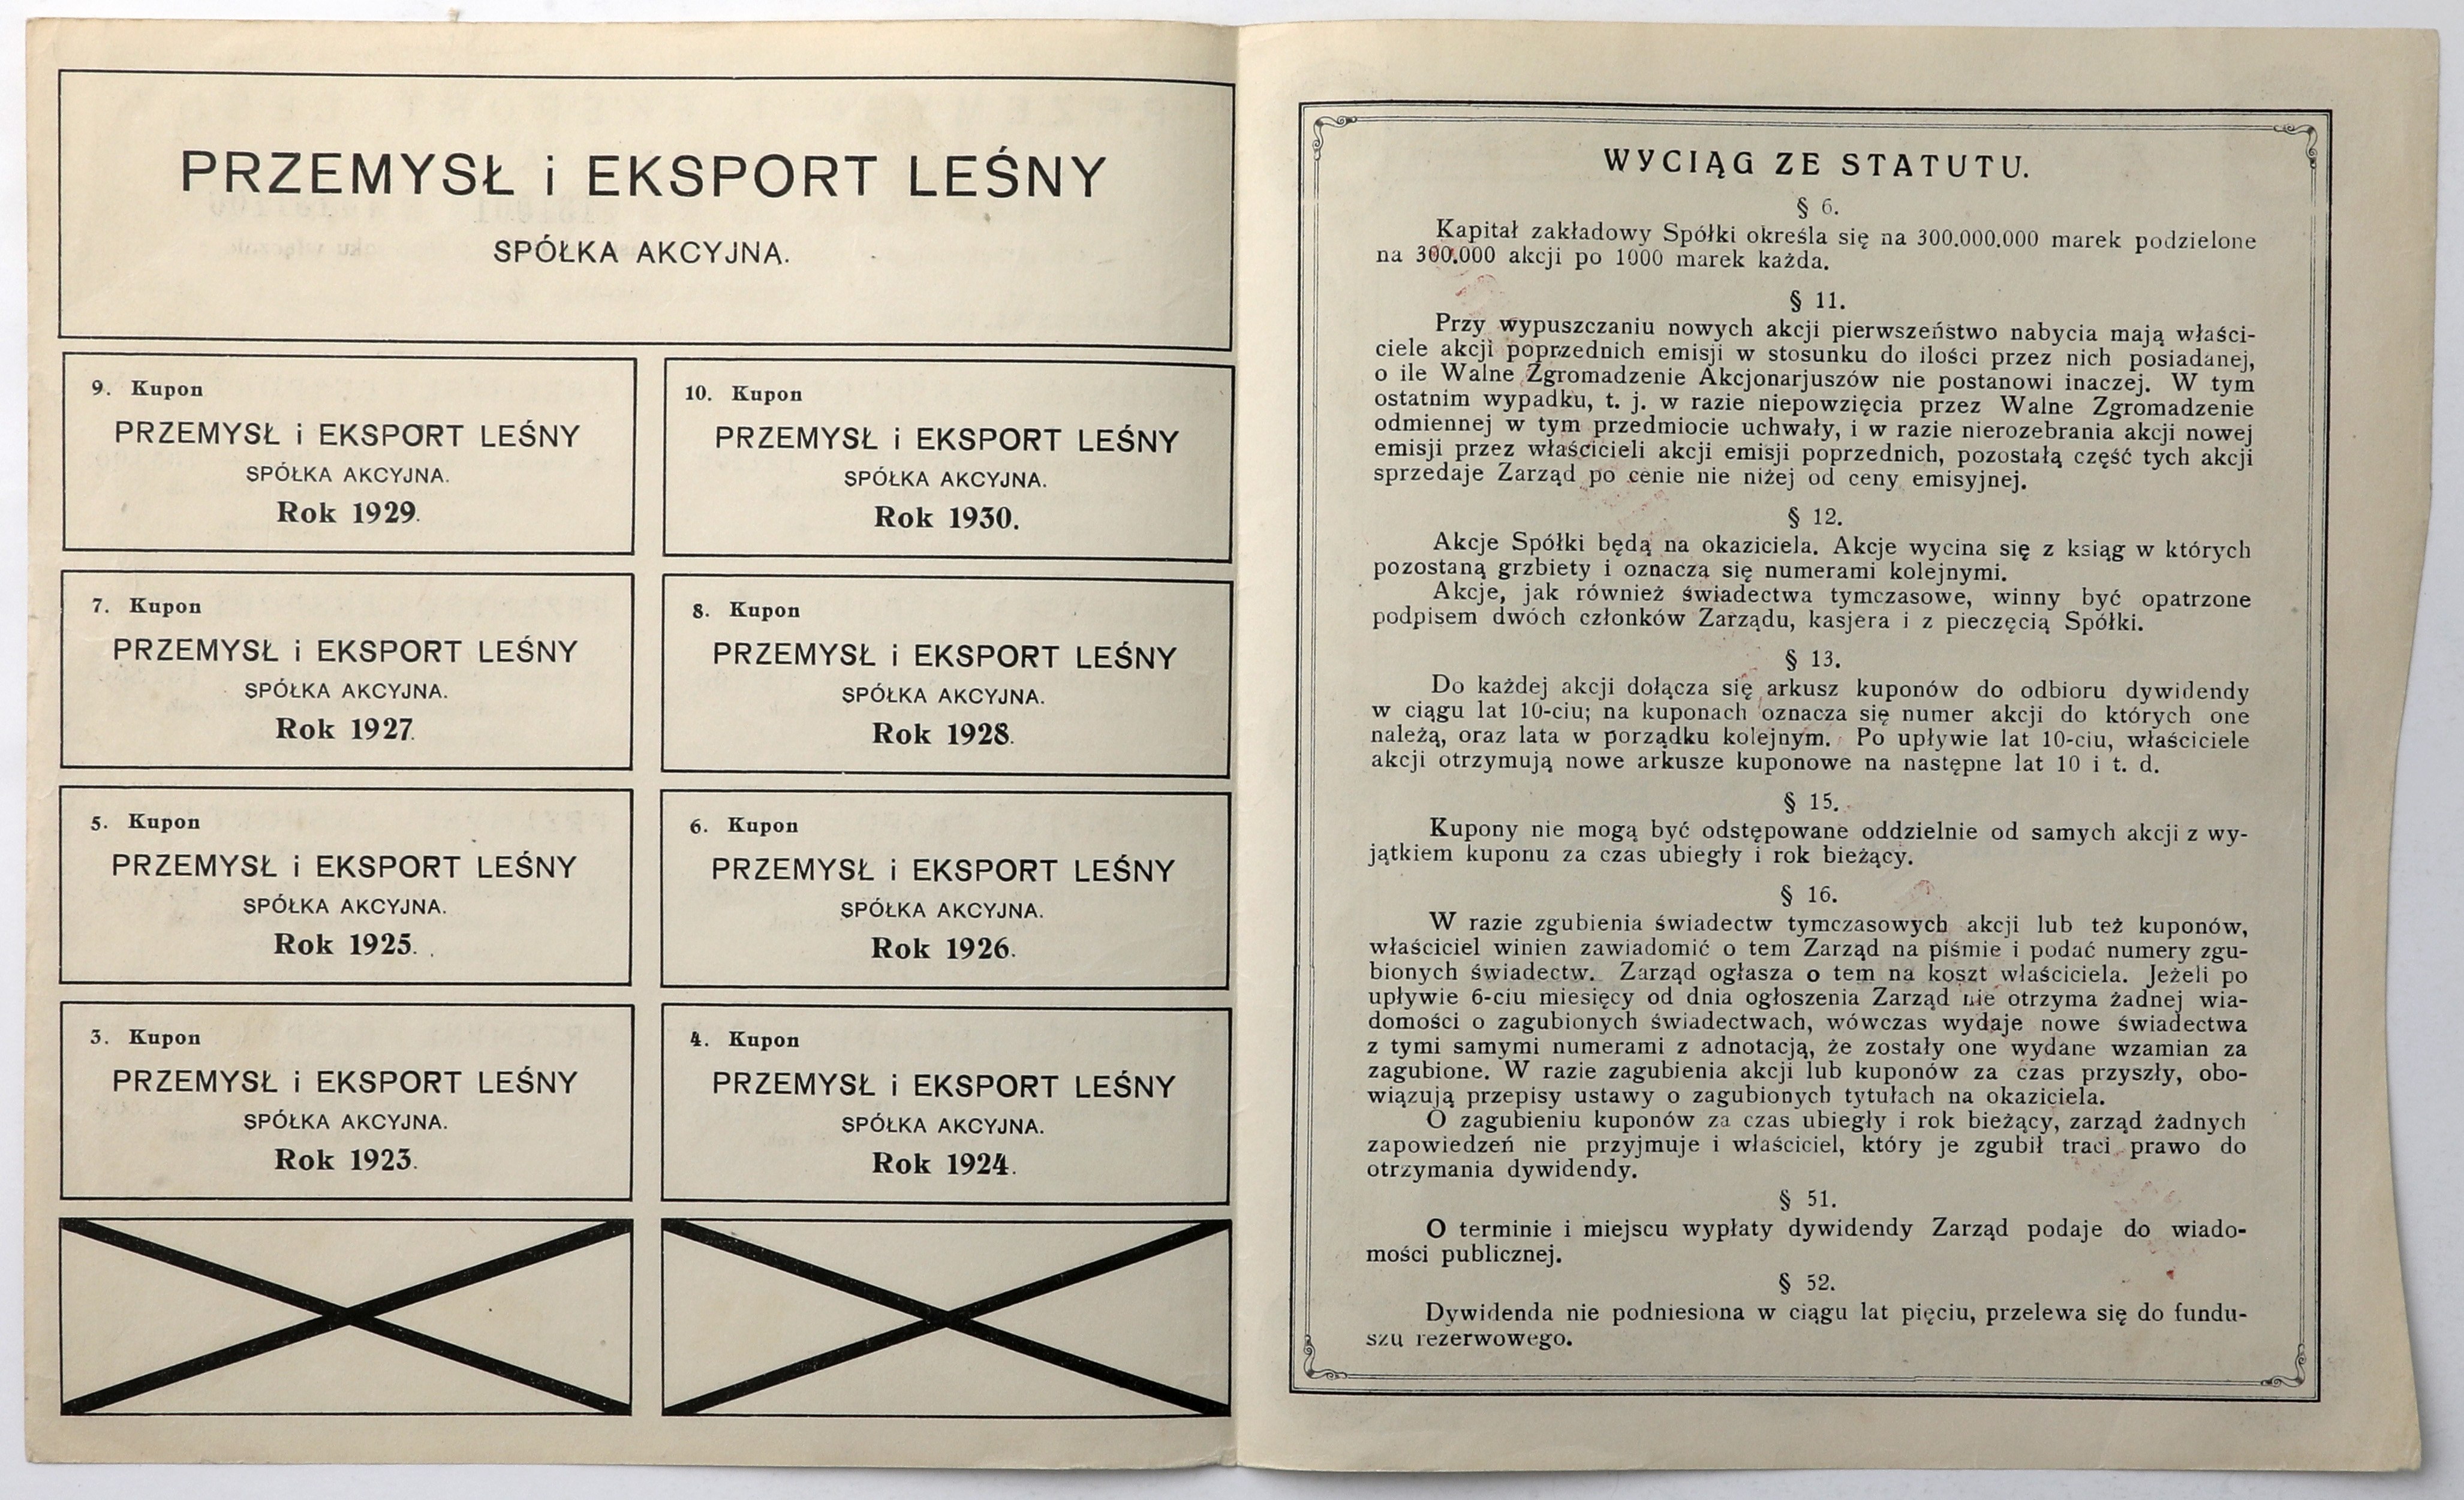 PRZEMYSŁ i EKSPORT LEŚNY
SPÓŁKA AKCYJNA.
9. Kupon
PRZEMYSŁ i EKSPORT LEŚNY
SPÓŁKA AKCYJNA.
Rok 1929.
10. Kupon
PRZEMYSŁ i EKSPORT LEŚNY
SPÓŁKA AKCYJNA.
Rok 1930.
7. Kupon
PRZEMYSŁ i EKSPORT LEŚNY
SPÓŁKA AKCYJNA.
Rok 1927.
8. Kupon
PRZEMYSŁ i EKSPORT LEŚNY
SPÓŁKA AKCYJNA.
Rok 1928.
5. Kupon
PRZEMYSŁ i EKSPORT LEŚNY
SPÓŁKA AKCYJNA.
Rok 1925.
6. Kupon
PRZEMYSŁ i EKSPORT LEŚNY
SPÓŁKA AKCYJNA.
Rok 1926.
3. Kupon
PRZEMYSŁ i EKSPORT LEŚNY
SPÓŁKA AKCYJNA.
Rok 1923.
4. Kupon
PRZEMYSŁ i EKSPORT LEŚNY
SPÓŁKA AKCYJNA.
Rok 1924.
WYCIĄG ZE STATUTU.
§ 6.
Kapitał zakładowy Spółki określa się na 300.000.000 marek podzielone
na 300.000 akcji po 1000 marek każda.
§ 11.
Przy wypuszczaniu nowych akcji pierwszeństwo nabycia mają właści-
ciele akcji poprzednich emisji w stosunku do ilości przez nich posiadanej,
o ile Walne Zgromadzenie Akcjonarjuszów nie postanowi inaczej. W tym
ostatnim wypadku, t. j. w razie niepowzięcia przez Walne Zgromadzenie
odmiennej w tym przedmiocie uchwały, i w razie nierozebrania akcji nowej
emisji przez właścicieli akcji emisji poprzednich, pozostałą część tych akcji
sprzedaje Zarząd po cenie nie niżej od ceny emisyjnej.
§ 12.
Akcje Spółki będą na okaziciela. Akcje wycina się z ksiąg w których
pozostaną grzbiety i oznacza się numerami kolejnymi.
Akcje, jak również świadectwa tymczasowe, winny być opatrzone
podpisem dwóch członków Zarządu, kasjera i z pieczęcią Spółki.
§ 13.
Do każdej akcji dołącza się arkusz kuponów do odbioru dywidendy
w ciągu lat 10-ciu; na kuponach oznacza się numer akcji do których one
należą, oraz lata w porządku kolejnym. Po upływie lat 10-ciu, właściciele
akcji otrzymują nowe arkusze kuponowe na następne lat 10 i t. d.
§ 15.
Kupony nie mogą być odstępowane oddzielnie od samych akcji z wy-
jątkiem kuponu za czas ubiegły i rok bieżący.
§ 16.
W razie zgubienia świadectw tymczasowych akcji lub też kuponów,
właściciel winien zawiadomić o tem Zarząd na piśmie i podać numery zgu-
bionych świadectw. Zarząd ogłasza o tem na koszt właściciela. Jeżeli po
upływie 6-ciu miesięcy od dnia ogłoszenia Zarząd nie otrzyma żadnej wia-
domości o zagubionych świadectwach, wówczas wydaje nowe świadectwa
z tymi samymi numerami z adnotacją, że zostały one wydane wzamian za
zagubione. W razie zagubienia akcji lub kuponów za czas przyszły, obo-
wiązują przepisy ustawy o zagubionych tytułach na okaziciela.
O zagubieniu kuponów za czas ubiegły i rok bieżący, zarząd żadnych
zapowiedzeń nie przyjmuje i właściciel, który je zgubił traci prawo do
otrzymania dywidendy.
§ 51.
O terminie i miejscu wypłaty dywidendy Zarząd podaje do wiado-
mości publicznej.
§ 52.
Dywidenda nie podniesiona w ciągu lat pięciu, przelewa się do fundu-
szu rezerwowego.